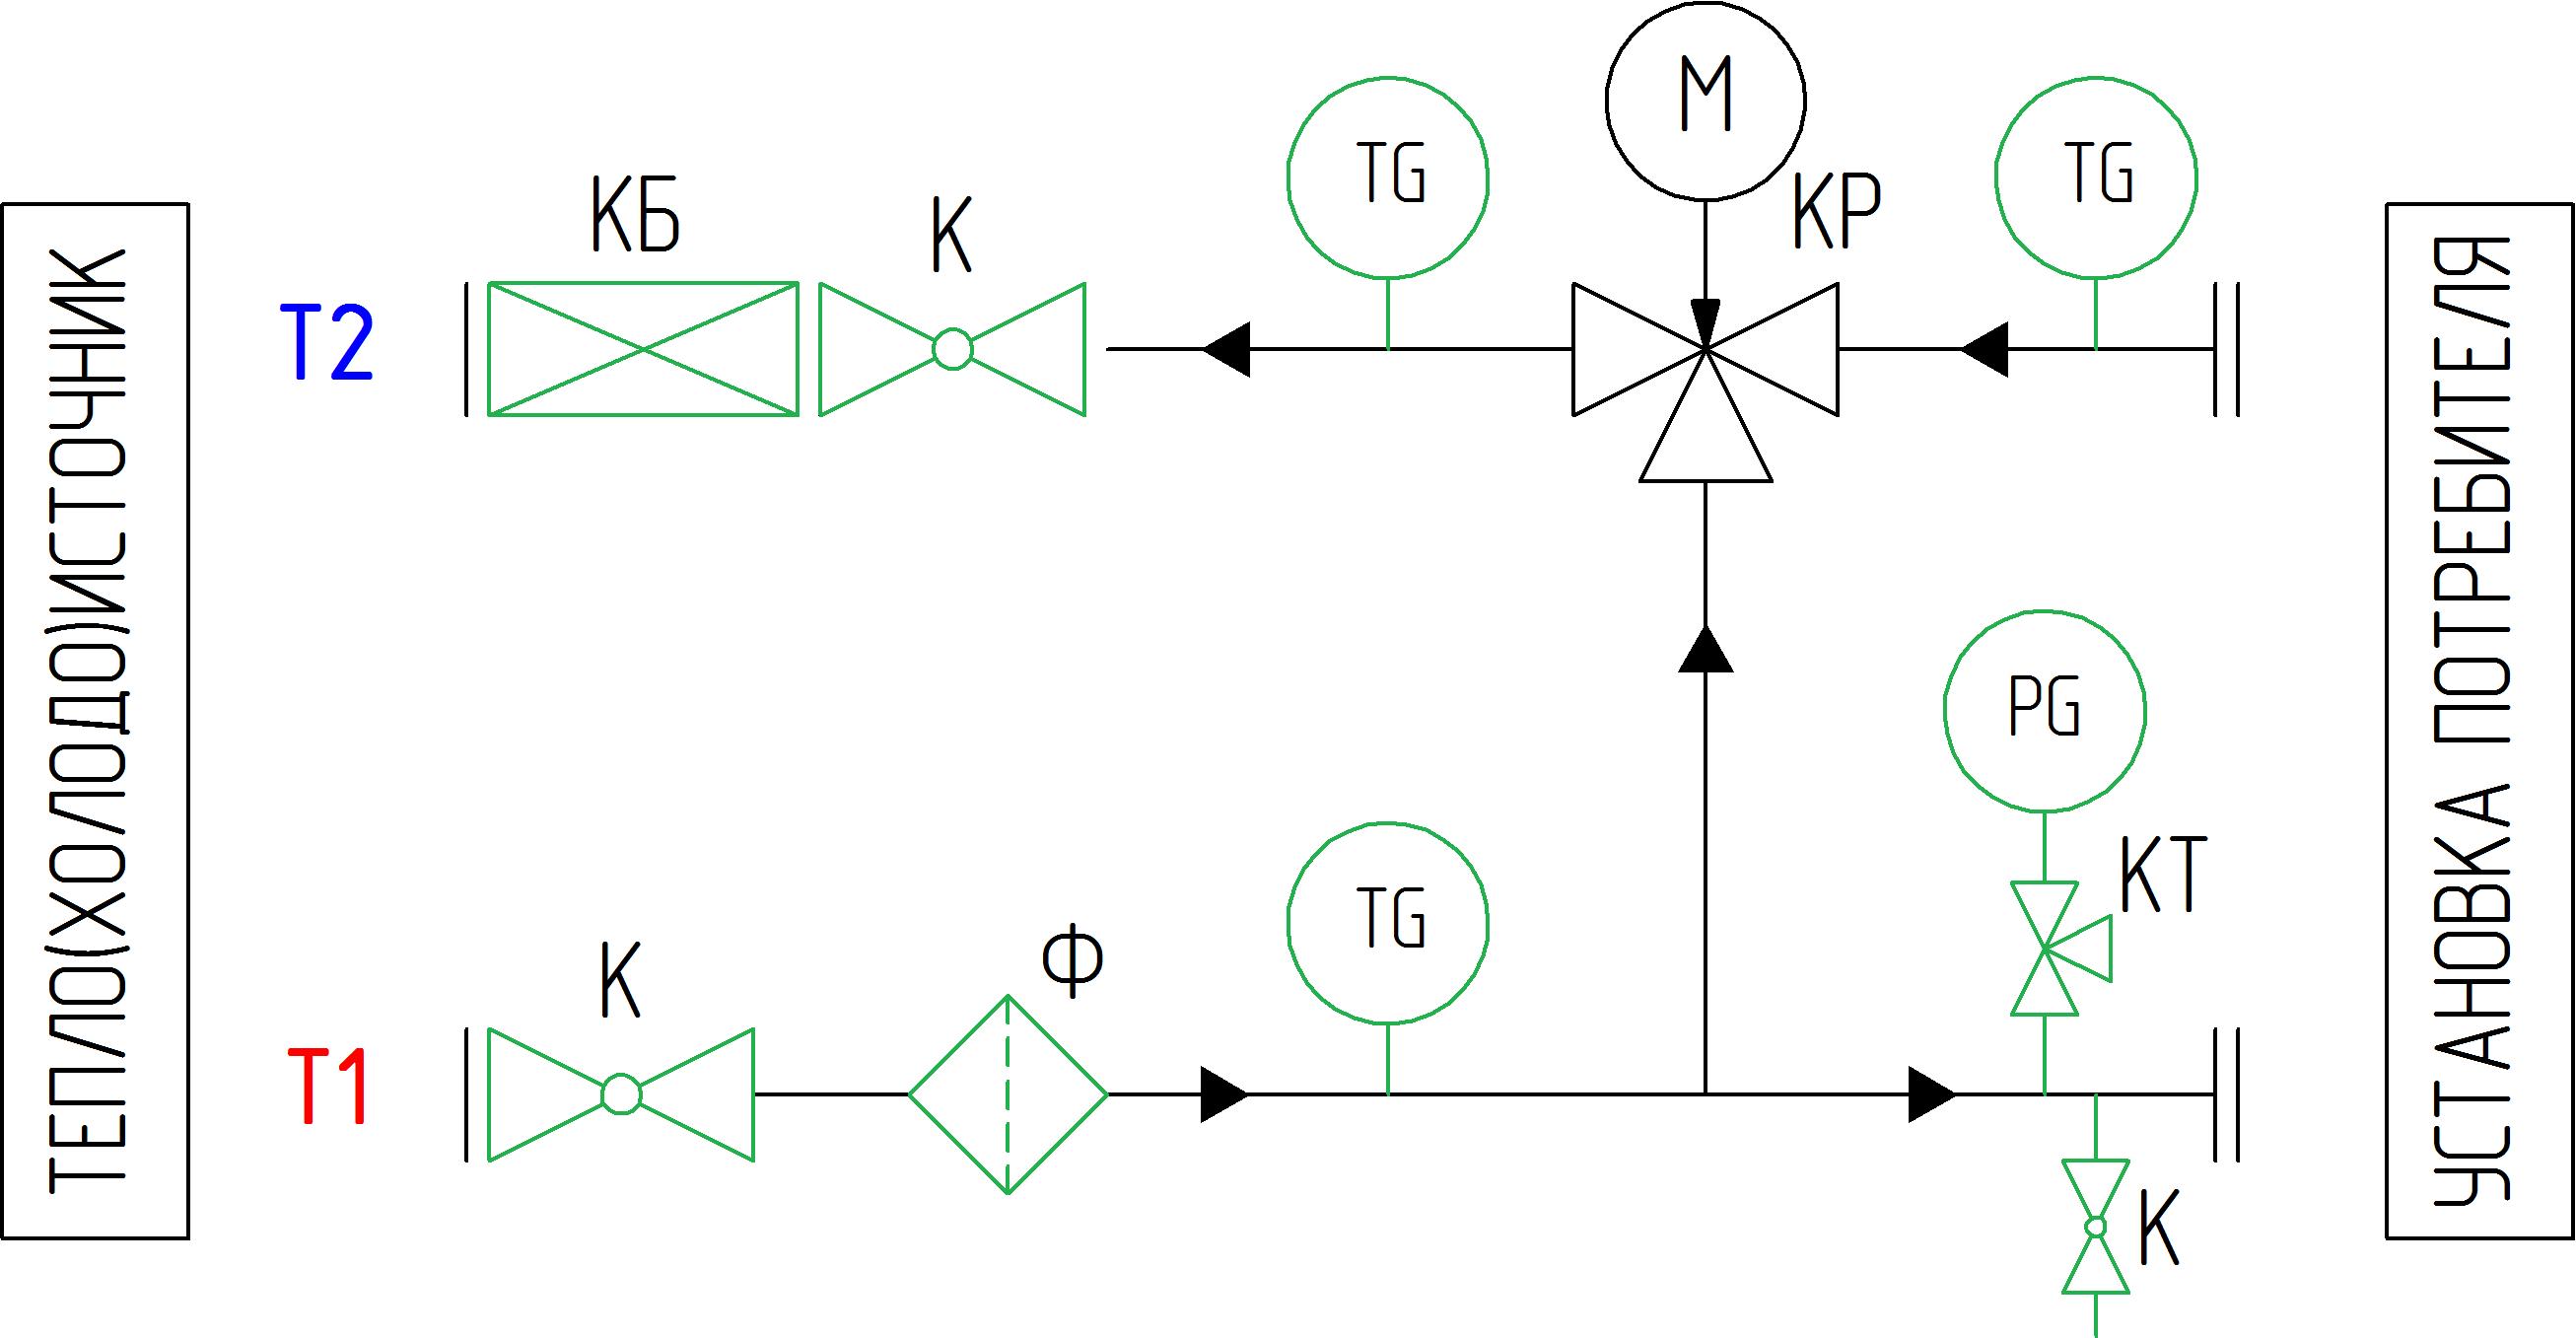 ТЕПЛО(ХОЛОДО)ИСТОЧНИК
Т2
КБ
К
TG
М
КР
TG
Т1
К
Ф
TG
PG
КТ
К
УСТАНОВКА ПОТРЕБИТЕЛЯ